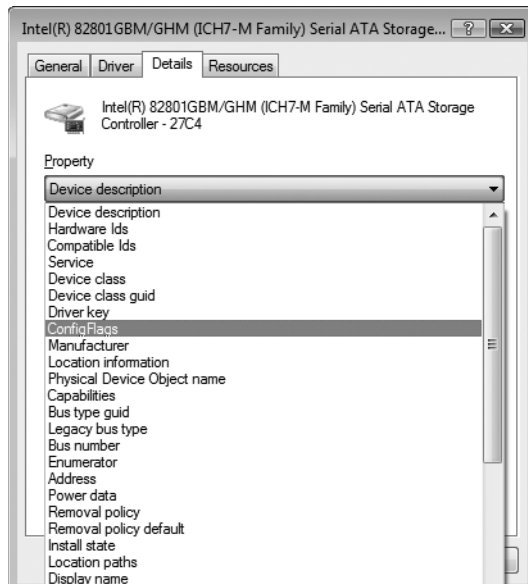 Intel(R) 82801GBM/GHM (ICH7-M Family) Serial ATA Storage...
General Driver Details Resources
Intel(R) 82801GBM/GHM (ICH7-M Family) Serial ATA Storage
Controller - 27C4
Property
Device description
Device description
Hardware Ids
Compatible Ids
Service
Device class
Device class guid
Driver key
ConfigFlags
Manufacturer
Location information
Physical Device Object name
Capabilities
Bus type guid
Legacy bus type
Bus number
Enumerator
Address
Power data
Removal policy
Removal policy default
Install state
Location paths
Display name